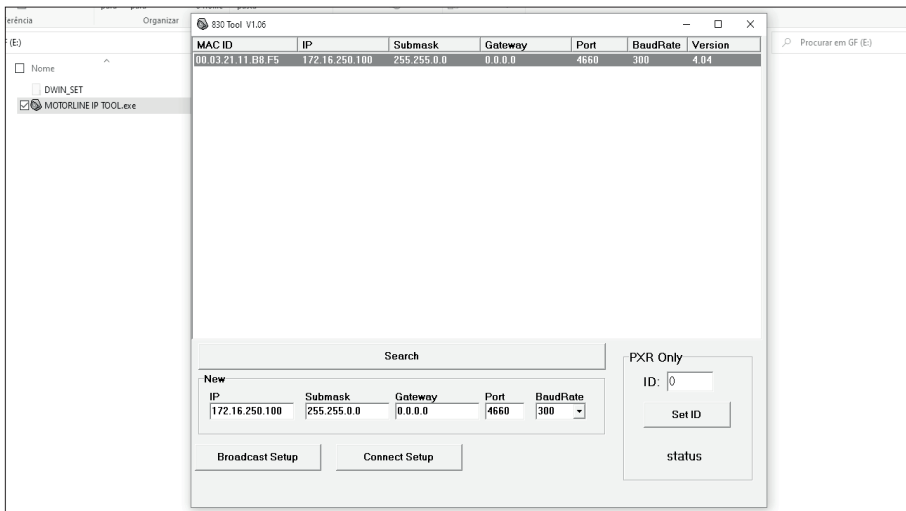 erência
Organizar
830 Tool V1.06
(E:)
Procurar em GF (E:)
Nome
DWIN_SET
MOTORLINE IP TOOL.exe
MAC ID IP Submask Gateway Port BaudRate Version
00.03.21.11.B8.F5 172.16.250.100 255.255.0.0 0.0.0.0 4660 300 4.04
Search
New
IP Submask Gateway Port BaudRate
172.16.250.100 255.255.0.0 0.0.0.0 4660 300
Broadcast Setup Connect Setup
PXR Only
ID: 0
Set ID
status